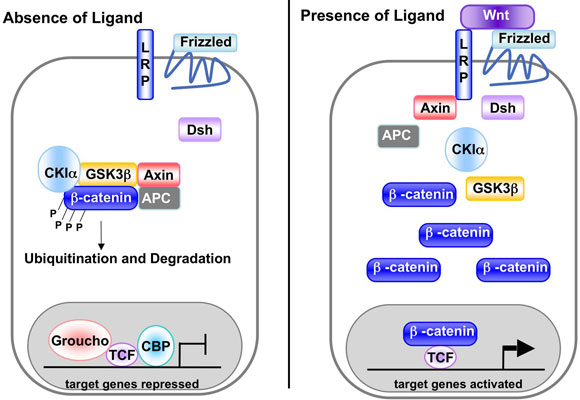 Absence of Ligand
L
R
P
Frizzled
Dsh
CKIα
GSK3β
Axin
β-catenin
APC
P
P
P
P
Ubiquitination and Degradation
Groucho
TCF
CBP
target genes repressed
Presence of Ligand
Wnt
L
R
P
Frizzled
Axin
Dsh
APC
CKIα
GSK3β
β -catenin
β -catenin
β -catenin
β -catenin
β -catenin
TCF
target genes activated